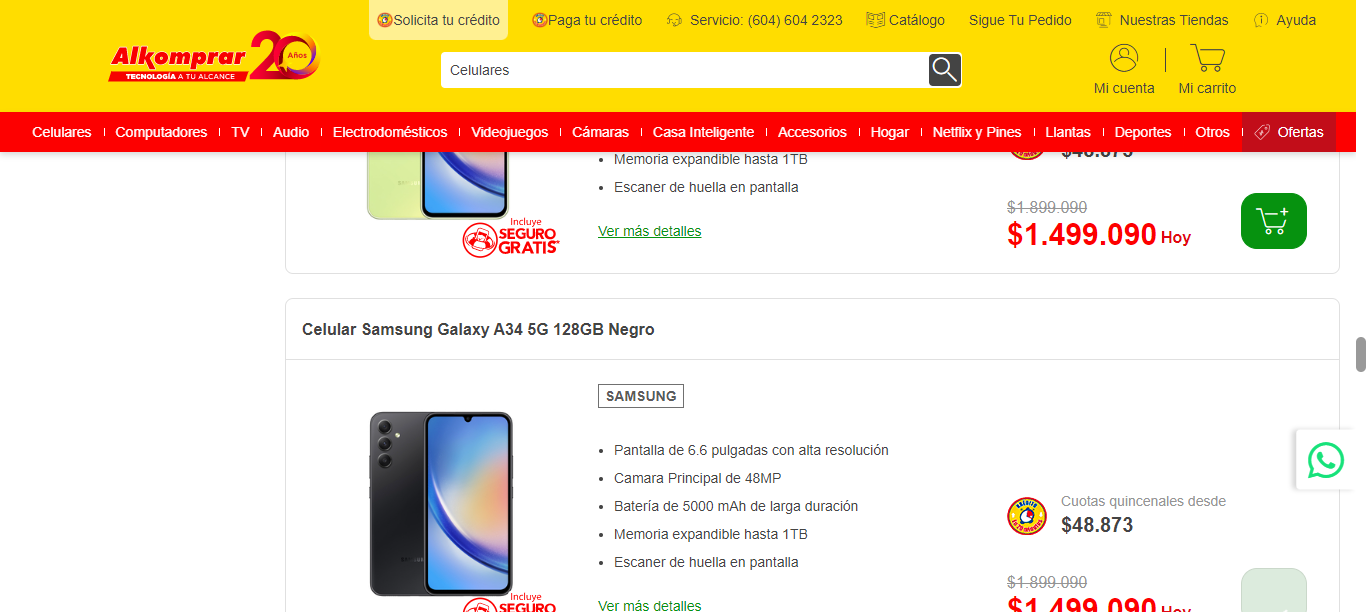 Solicita tu crédito
Paga tu crédito
Servicio: (604) 604 2323
Catálogo
Sigue Tu Pedido
Nuestras Tiendas
Ayuda
Alkomprar 20 Años
TECNOLOGÍA A TU ALCANCE
Celulares
Mi cuenta
Mi carrito
Celulares
Computadores
TV
Audio
Electrodomésticos
Videojuegos
Cámaras
Casa Inteligente
Accesorios
Hogar
Netflix y Pines
Llantas
Deportes
Otros
Ofertas
$48.873
• Memoria expandible hasta 1TB
• Escaner de huella en pantalla
Incluye
SEGURO
GRATIS*
Ver más detalles
$1.899.090
$1.499.090 Hoy
Celular Samsung Galaxy A34 5G 128GB Negro
SAMSUNG
• Pantalla de 6.6 pulgadas con alta resolución
• Camara Principal de 48MP
• Batería de 5000 mAh de larga duración
• Memoria expandible hasta 1TB
• Escaner de huella en pantalla
Incluye
SEGURO
Ver más detalles
Cuotas quincenales desde
$48.873
$1.899.090
$1.499.090 Hoy